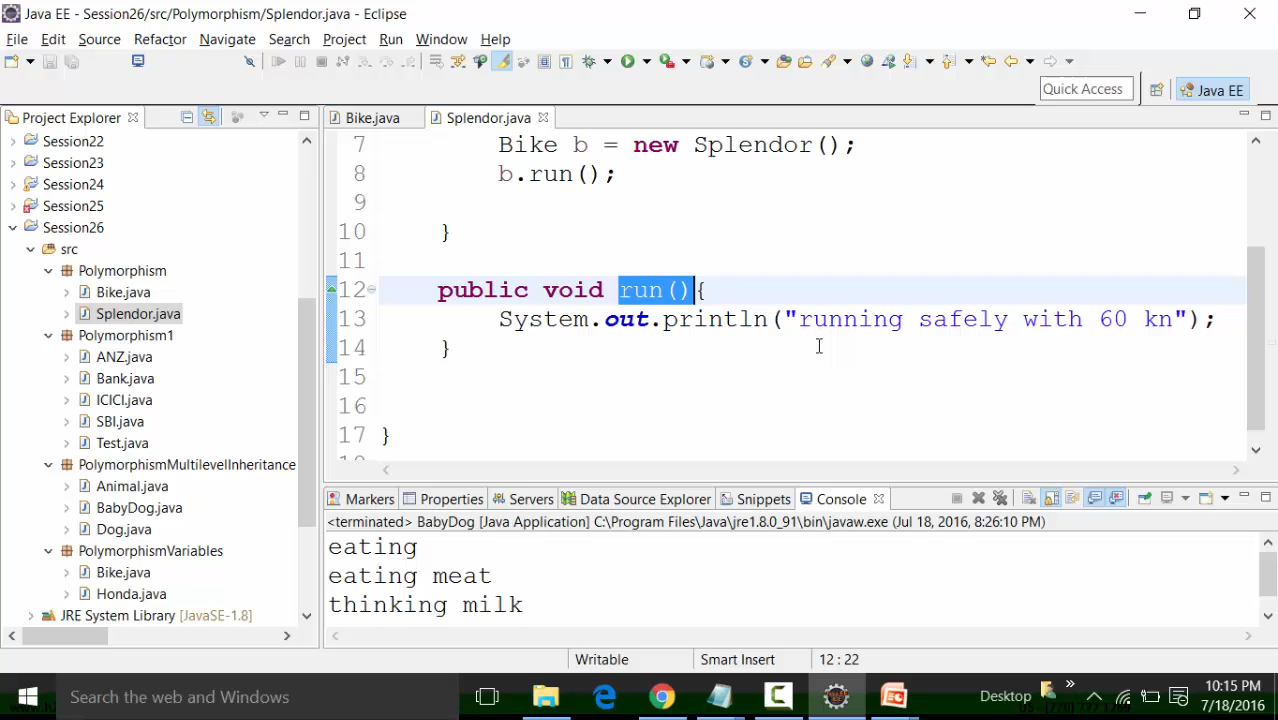 Java EE - Session26/src/Polymorphism/Splendor.java - Eclipse
File Edit Source Refactor Navigate Search Project Run Window Help
Quick Access
Java EE
Project Explorer
Bike.java
Splendor.java
Session22
Session23
Session24
Session25
Session26
src
Polymorphism
Bike.java
Splendor.java
Polymorphism1
ANZ.java
Bank.java
ICICI.java
SBI.java
Test.java
PolymorphismMultilevelInheritance
Animal.java
BabyDog.java
Dog.java
PolymorphismVariables
Bike.java
Honda.java
JRE System Library [JavaSE-1.8]
7 Bike b = new Splendor();
8 b.run();
9
10 }
11
12 public void run(){
13 System.out.println("running safely with 60 kn");
14 }
15
16
17 }
Markers Properties Servers Data Source Explorer Snippets Console
<terminated> BabyDog [Java Application] C:\Program Files\Java\jre1.8.0_91\bin\javaw.exe (Jul 18, 2016, 8:26:10 PM)
eating
eating meat
thinking milk
Writable Smart Insert 12 : 22
Search the web and Windows
Desktop
10:15 PM
7/18/2016